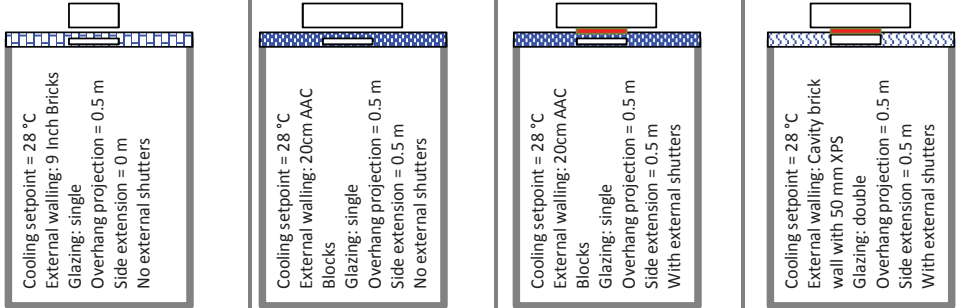 Cooling setpoint = 28 °C
External walling: 9 Inch Bricks
Glazing: single
Overhang projection = 0.5 m
Side extension = 0 m
No external shutters
Cooling setpoint = 28 °C
External walling: 20cm AAC
Blocks
Glazing: single
Overhang projection = 0.5 m
Side extension = 0.5 m
No external shutters
Cooling setpoint = 28 °C
External walling: 20cm AAC
Blocks
Glazing: single
Overhang projection = 0.5 m
Side extension = 0.5 m
With external shutters
Cooling setpoint = 28 °C
External walling: Cavity brick
wall with 50 mm XPS
Glazing: double
Overhang projection = 0.5 m
Side extension = 0.5 m
With external shutters